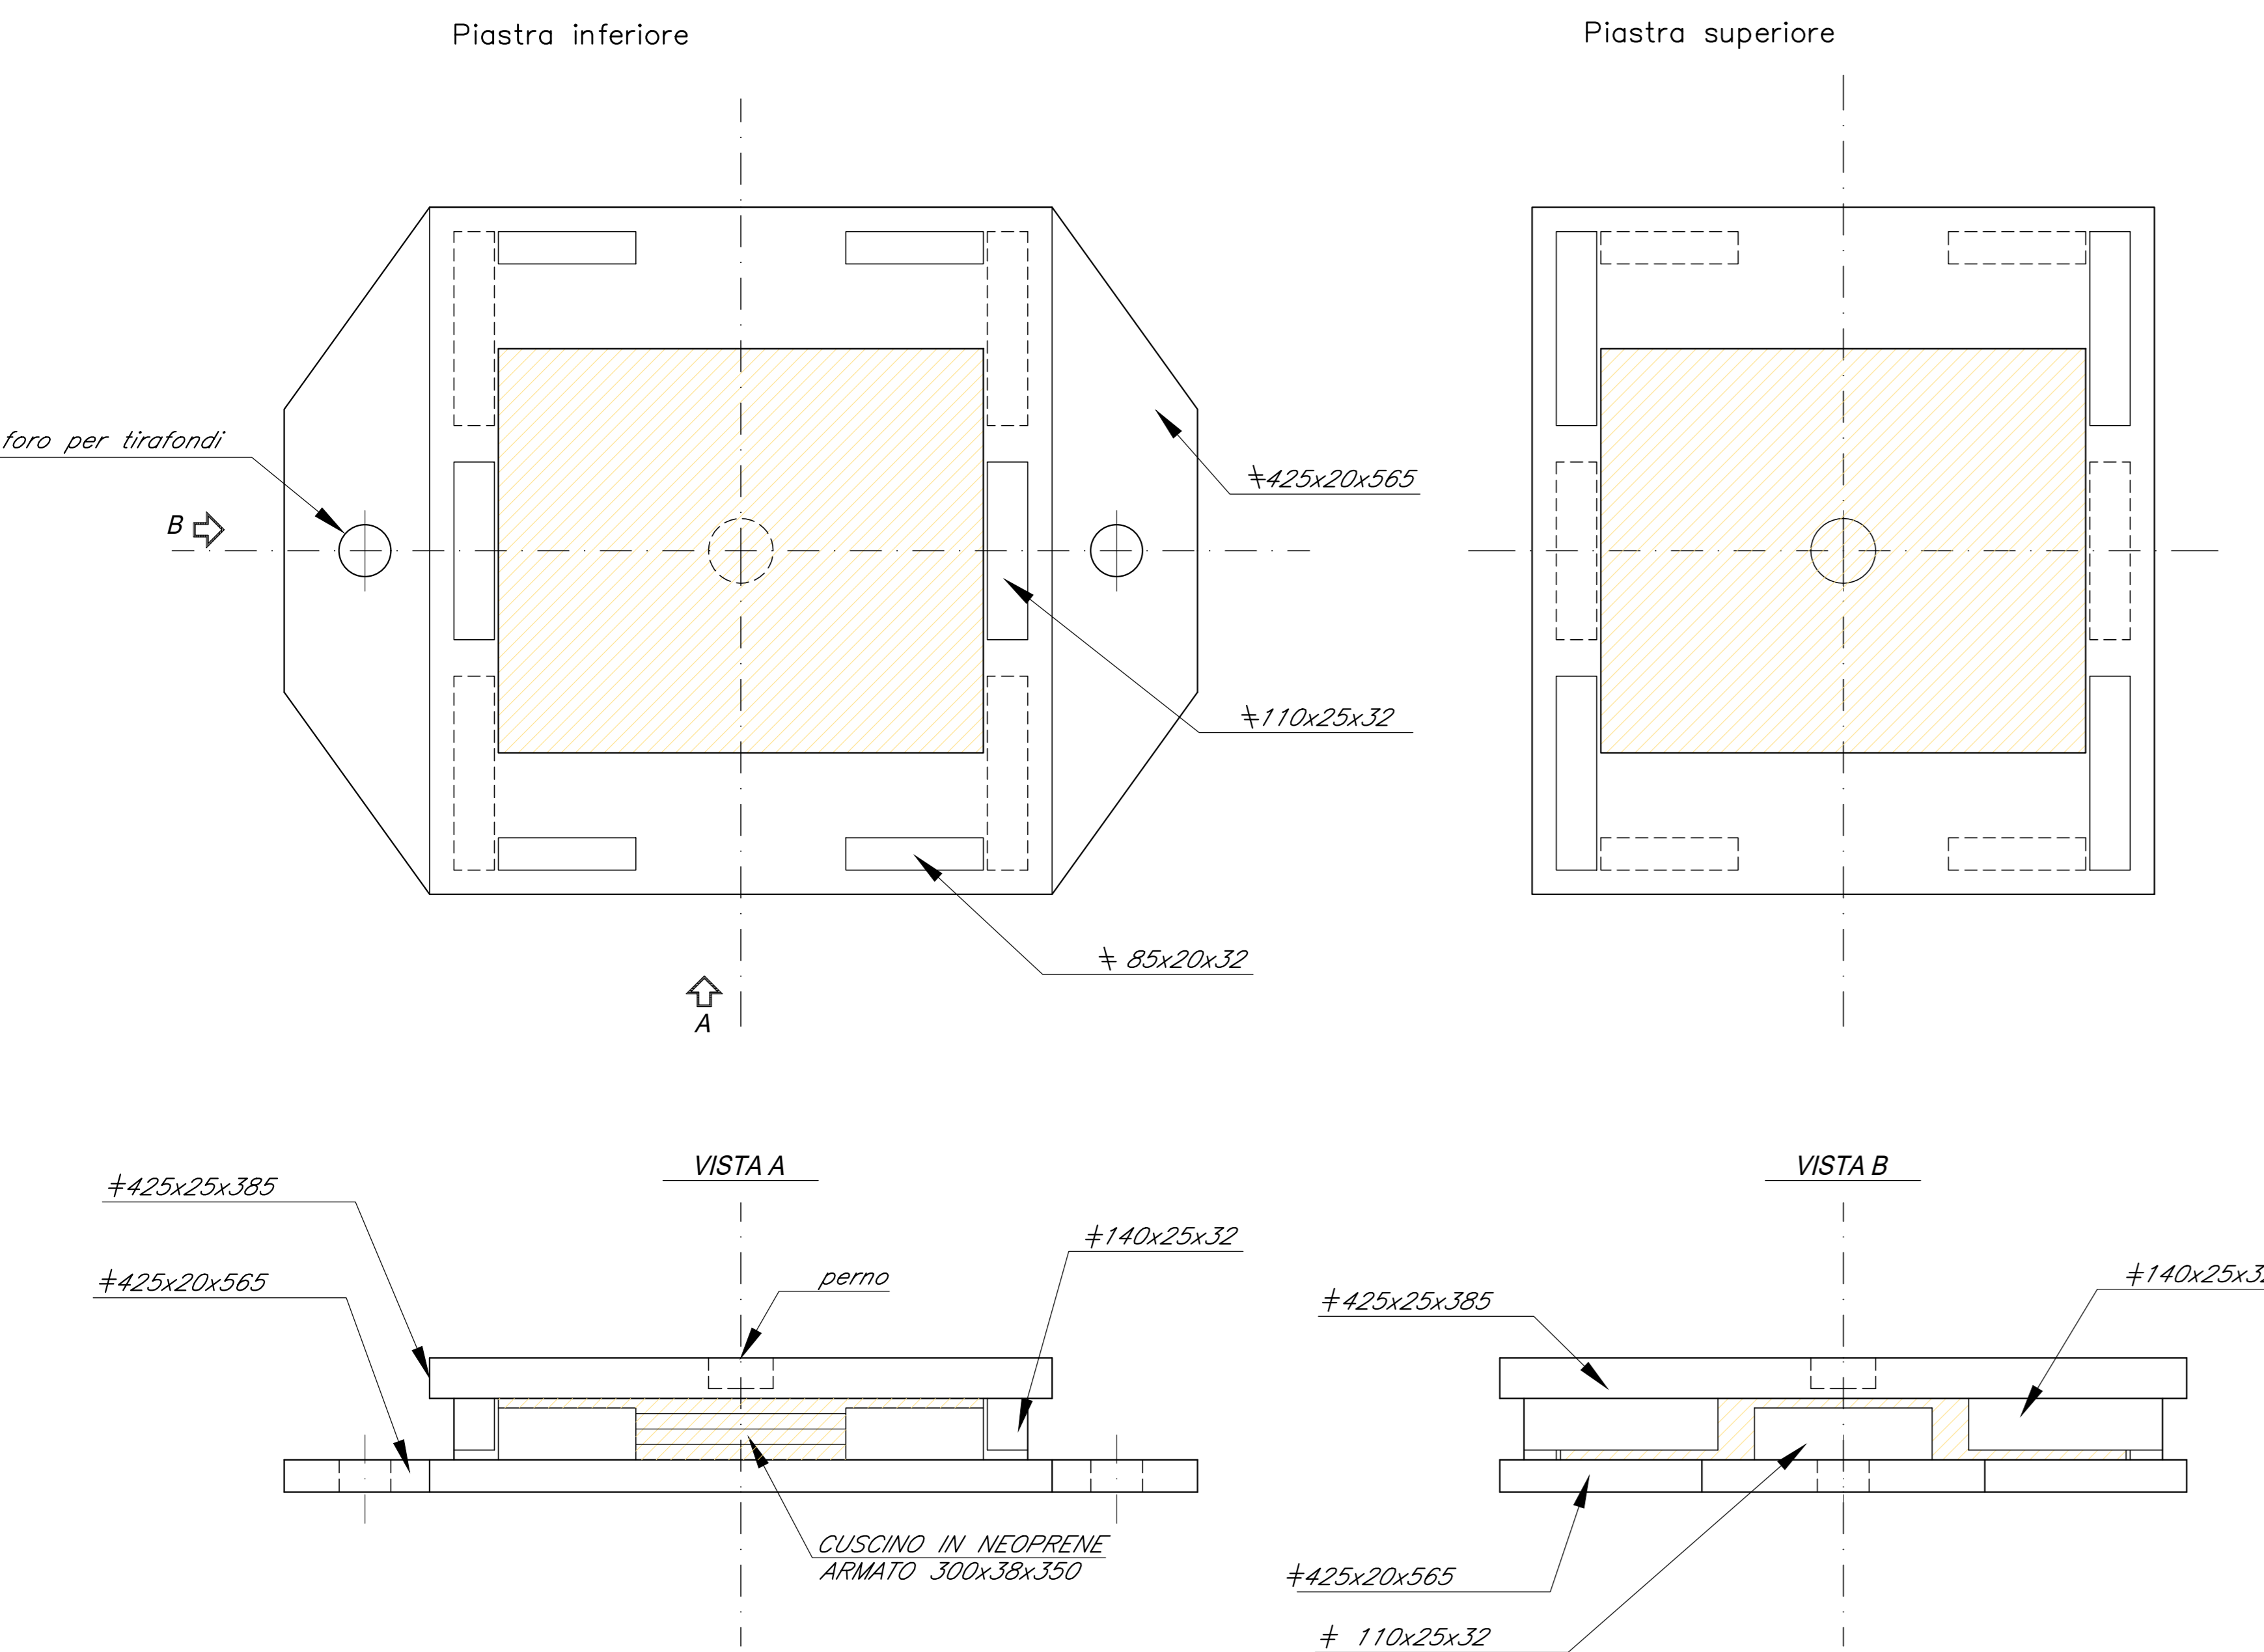 Piastra inferiore
Piastra superiore
foro per tirafondi
B
⧧425x20x565
⧧110x25x32
⧧ 85x20x32
A
VISTA A
VISTA B
⧧425x25x385
⧧140x25x32
⧧425x20x565
perno
⧧425x25x385
⧧140x25x32
CUSCINO IN NEOPRENE
ARMATO 300x38x350
⧧425x20x565
⧧ 110x25x32